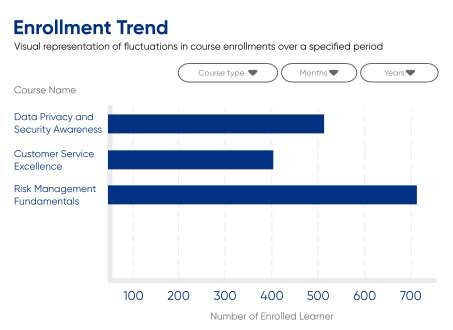 Enrollment Trend
Visual representation of fluctuations in course enrollments over a specified period
Course type Months Years
Course Name
Data Privacy and
Security Awareness
Customer Service
Excellence
Risk Management
Fundamentals
100 200 300 400 500 600 700
Number of Enrolled Learner